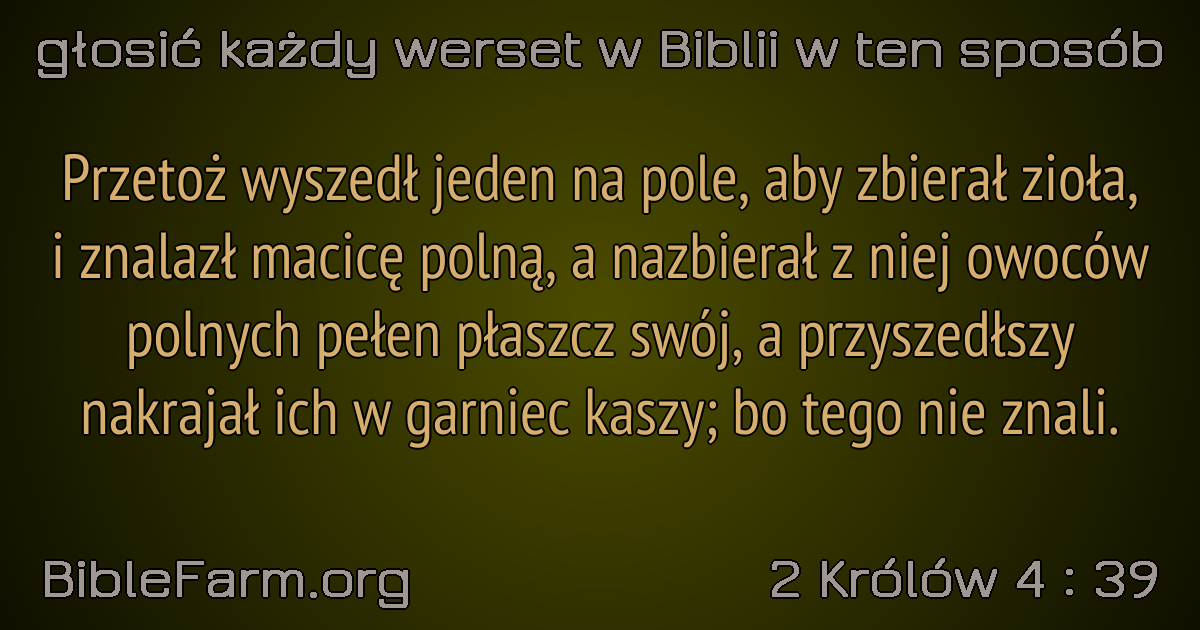 głosić każdy werset w Biblii w ten sposób
Przetoż wyszedł jeden na pole, aby zbierał zioła,
i znalazł macicę polną, a nazbierał z niej owoców
polnych pełen płaszcz swój, a przyszedłszy
nakrajał ich w garniec kaszy; bo tego nie znali.
BibleFarm.org
2 Królów 4 : 39